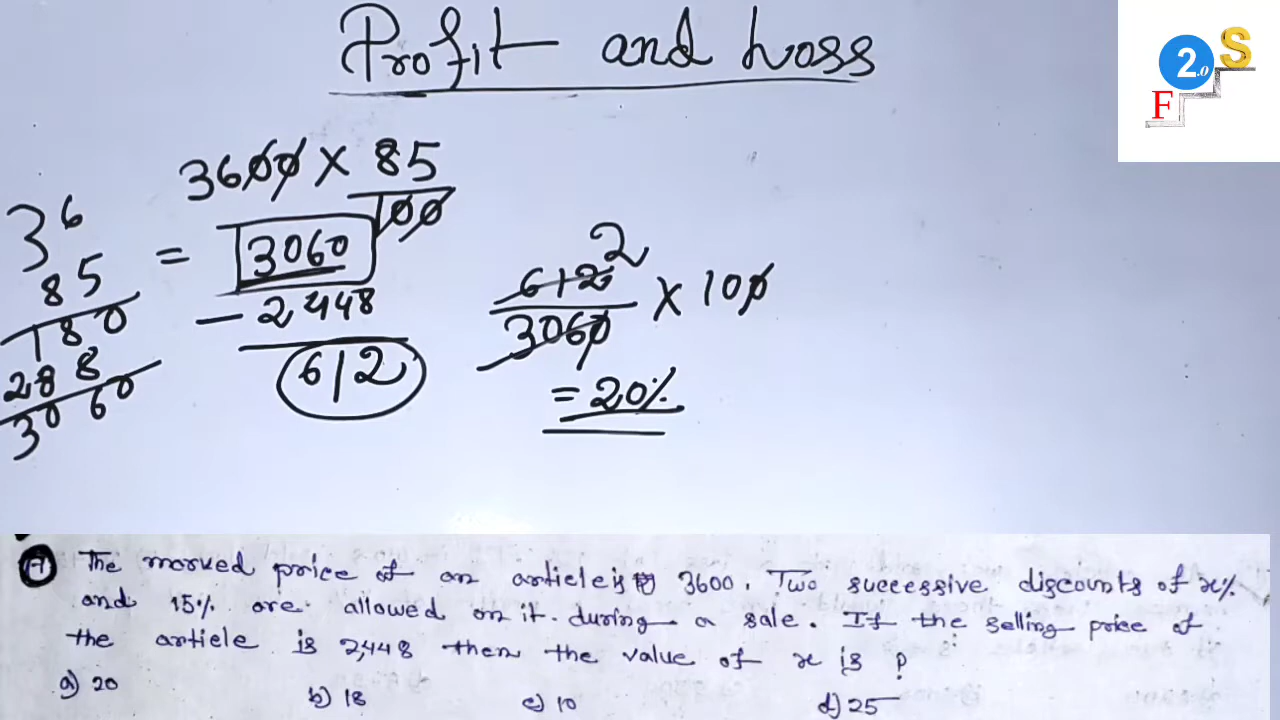 Profit and Loss
2.0
F
S
3600 × 85
100
36
85
180
288
3060
= 3060
- 2448
612
612 2
3060
× 100
= 20%
17 The marked price of an article is 3600. Two successive discounts of x%
and 15% are allowed on it during a sale. If the selling price of
the article is 2,448 then the value of x is ?
a) 20 b) 18 c) 10 d) 25